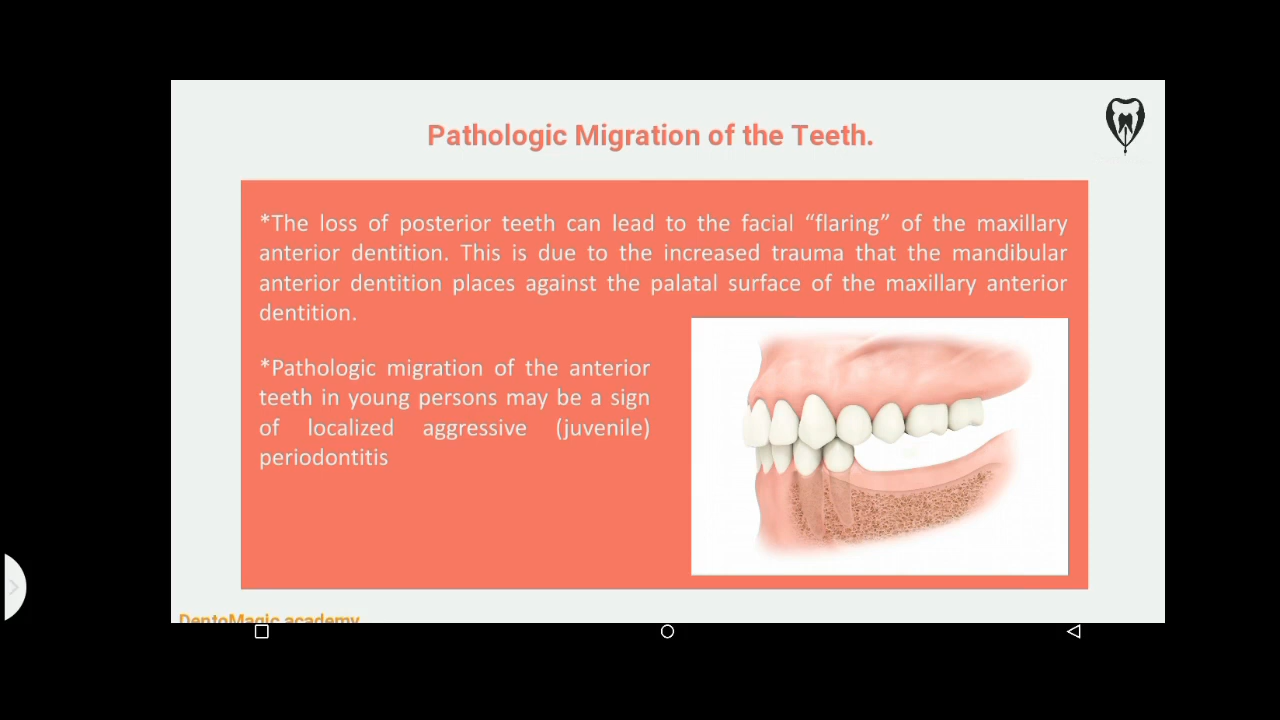 Pathologic Migration of the Teeth.
*The loss of posterior teeth can lead to the facial “flaring” of the maxillary
anterior dentition. This is due to the increased trauma that the mandibular
anterior dentition places against the palatal surface of the maxillary anterior
dentition.
*Pathologic migration of the anterior
teeth in young persons may be a sign
of localized aggressive (juvenile)
periodontitis
DentoMagic academy